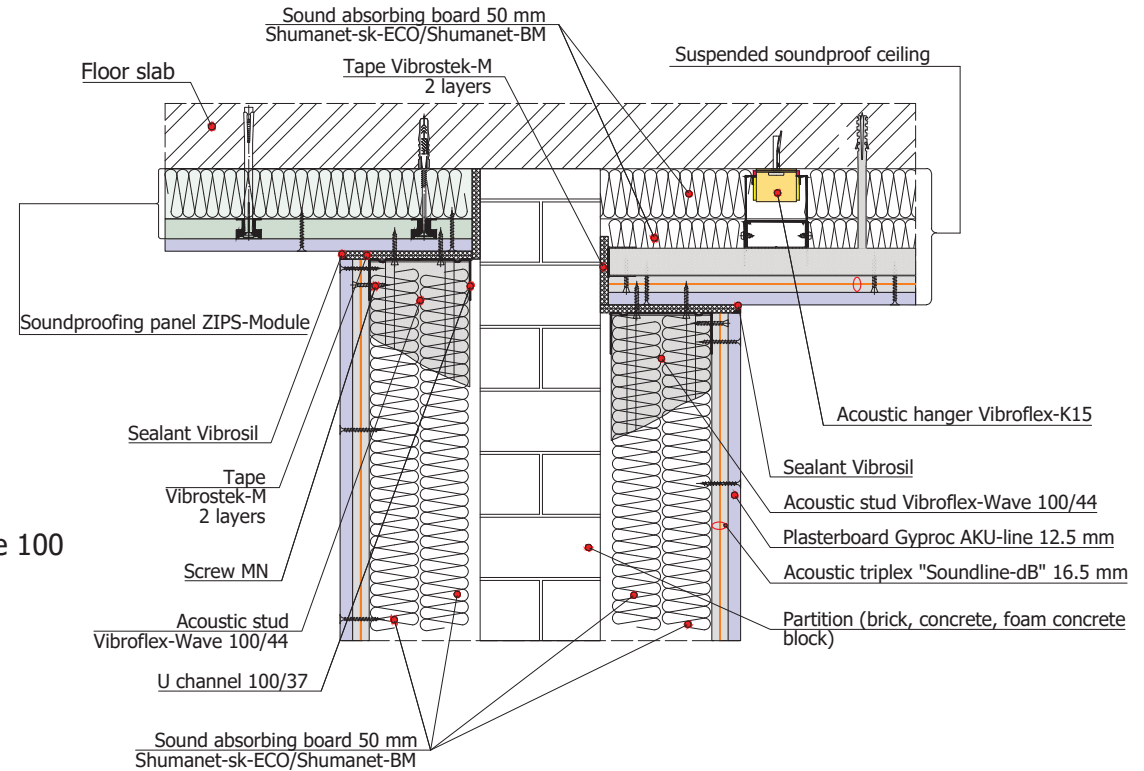 Sound absorbing board 50 mm
Shumanet-sk-ECO/Shumanet-BM
Suspended soundproof ceiling
Floor slab
Tape Vibrostek-M
2 layers
Soundproofing panel ZIPS-Module
Sealant Vibrosil
Tape
Vibrostek-M
2 layers
e 100
Screw MN
Acoustic stud
Vibroflex-Wave 100/44
U channel 100/37
Sound absorbing board 50 mm
Shumanet-sk-ECO/Shumanet-BM
Acoustic hanger Vibroflex-K15
Sealant Vibrosil
Acoustic stud Vibroflex-Wave 100/44
Plasterboard Gyproc AKU-line 12.5 mm
Acoustic triplex "Soundline-dB" 16.5 mm
Partition (brick, concrete, foam concrete
block)